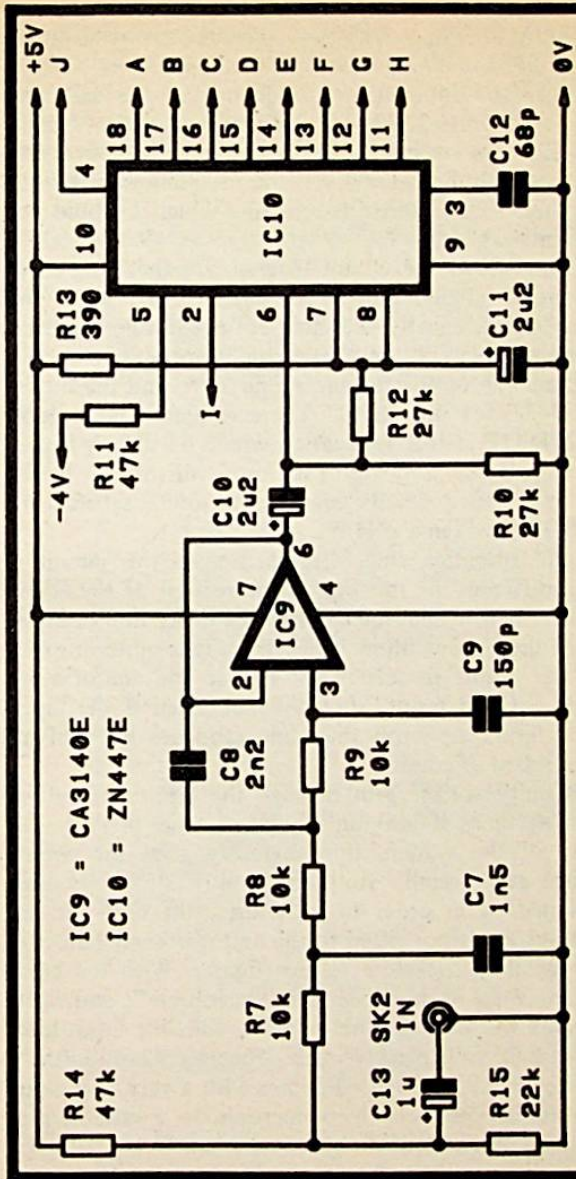 +5V
J
A
B
C
D
E
F
G
H
0V
4
18
17
16
15
14
13
12
11
10
IC10
3
9
C12
68p
R13
390
5
2
6
7
8
-4V
R11
47k
I
R12
27k
+
C11
2u2
C10
2u2
+
R10
27k
IC9 = CA3140E
IC10 = ZN447E
6
7
IC9
4
2
3
C8
2n2
R9
10k
C9
150p
R8
10k
R7
10k
C7
1n5
SK2
IN
C13
1u
+
R14
47k
R15
22k